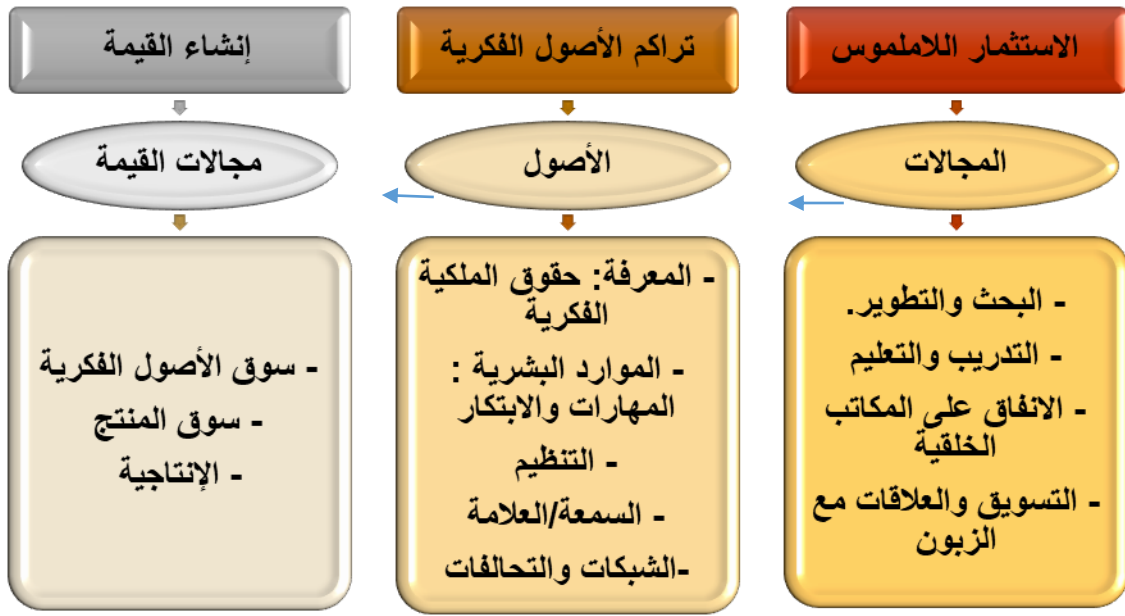 الاستثمار اللاملموس
المجالات
- البحث والتطوير.
- التدريب والتعليم
- الانفاق على المكاتب
الخلقية
- التسويق والعلاقات مع
الزبون
تراكم الأصول الفكرية
الأصول
- المعرفة: حقوق الملكية
الفكرية
- الموارد البشرية :
المهارات والابتكار
- التنظيم
- السمعة/العلامة
-الشبكات والتحالفات
إنشاء القيمة
مجالات القيمة
- سوق الأصول الفكرية
- سوق المنتج
- الإنتاجية